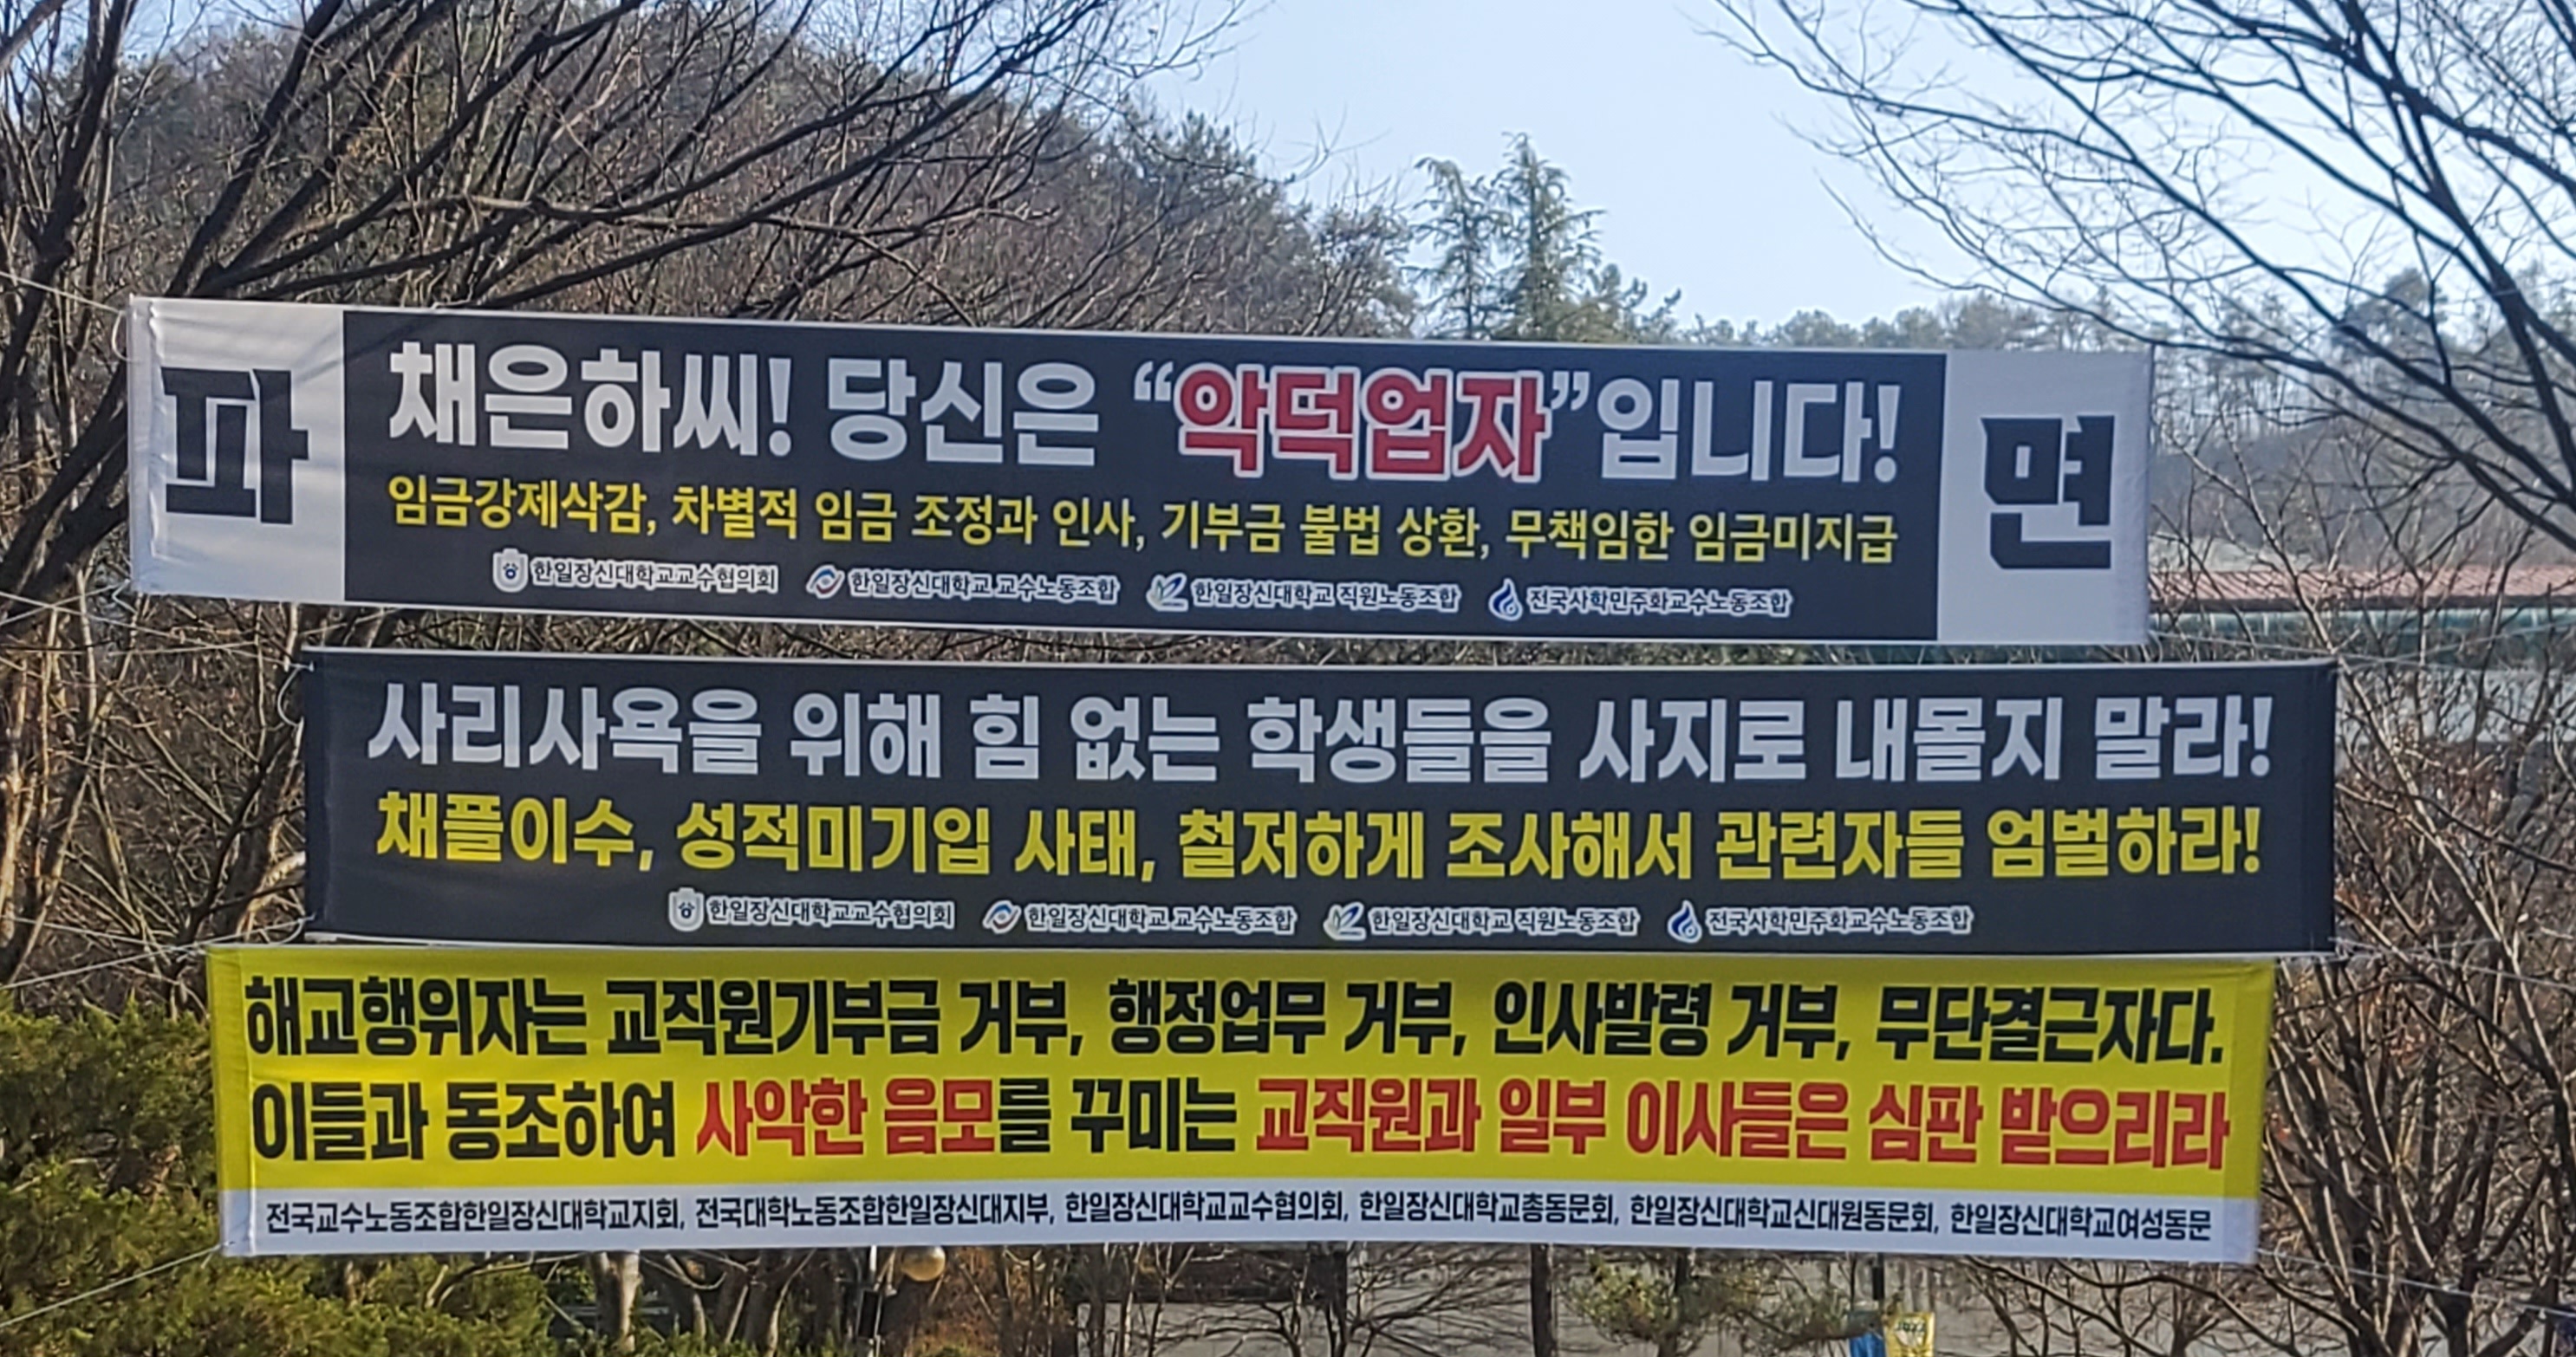 파 면
채은하씨! 당신은 “악덕업자”입니다!
임금강제삭감, 차별적 임금 조정과 인사, 기부금 불법 상환, 무책임한 임금미지급
한일장신대학교교수협의회 한일장신대학교 교수노동조합 한일장신대학교 직원노동조합 전국사학민주화교수노동조합
사리사욕을 위해 힘 없는 학생들을 사지로 내몰지 말라!
채플이수, 성적미기입 사태, 철저하게 조사해서 관련자들 엄벌하라!
한일장신대학교교수협의회 한일장신대학교 교수노동조합 한일장신대학교 직원노동조합 전국사학민주화교수노동조합
해교행위자는 교직원기부금 거부, 행정업무 거부, 인사발령 거부, 무단결근자다.
이들과 동조하여 사악한 음모를 꾸미는 교직원과 일부 이사들은 심판 받으리라
전국교수노동조합한일장신대학교지회, 전국대학노동조합한일장신대지부, 한일장신대학교교수협의회, 한일장신대학교총동문회, 한일장신대학교신대원동문회, 한일장신대학교여성동문